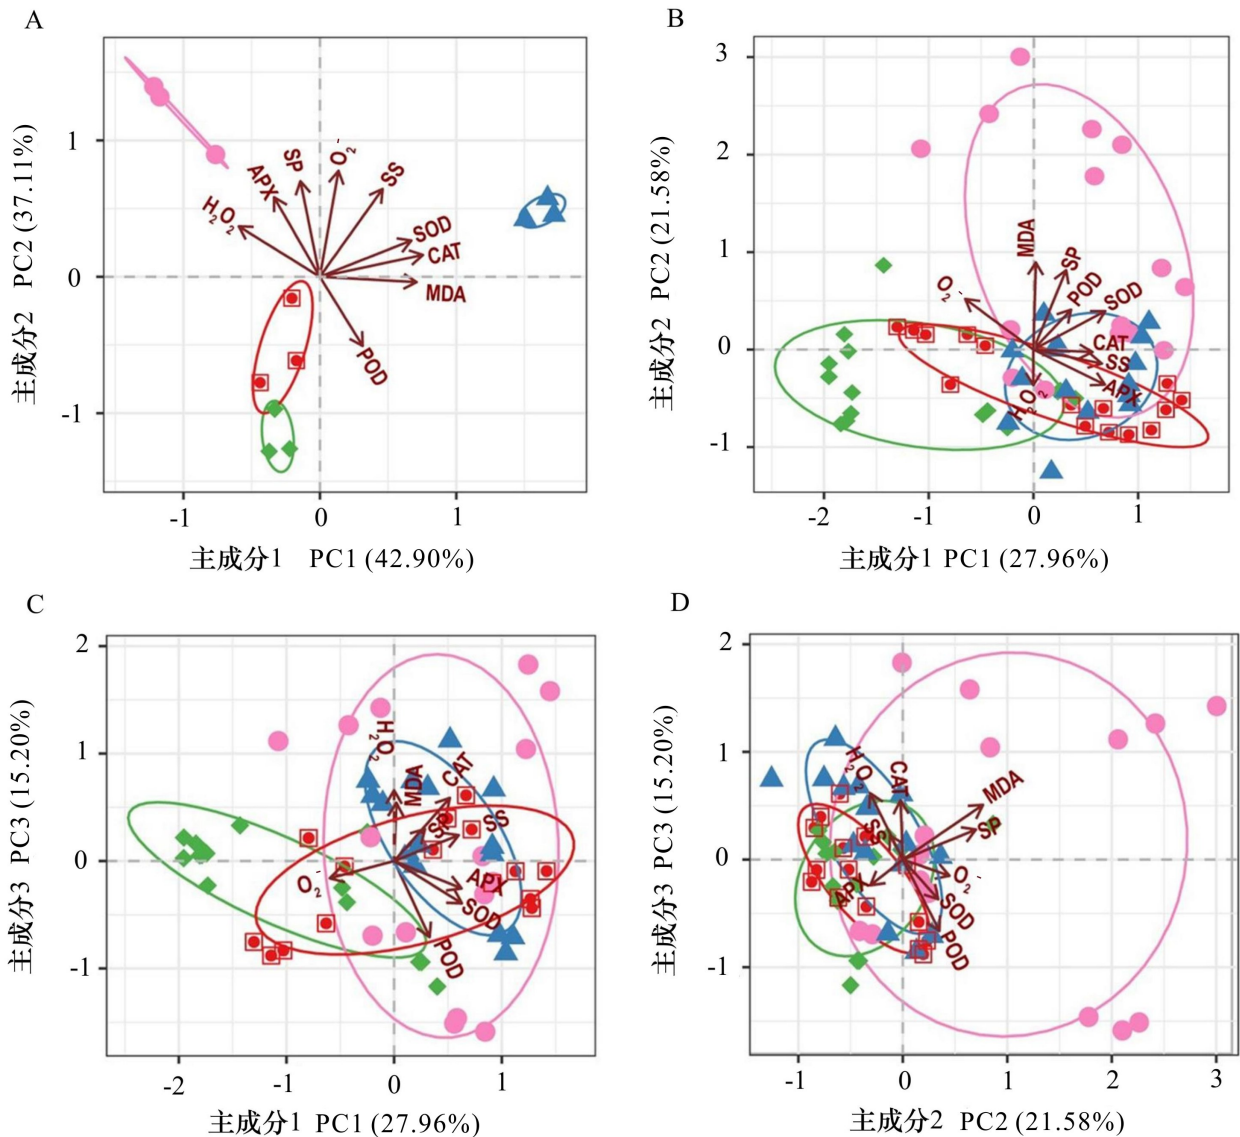 A
主成分2 PC2 (37.11%)
1
0
-1
H₂O₂
APX
SP
O₂⁻
SS
SOD
CAT
MDA
POD
-1 0 1
主成分1 PC1 (42.90%)
B
主成分2 PC2 (21.58%)
3
2
1
0
-1
O₂⁻
MDA
SP
POD
SOD
CAT
SS
APX
H₂O₂
-2 -1 0 1
主成分1 PC1 (27.96%)
C
主成分3 PC3 (15.20%)
2
1
0
-1
H₂O₂
MDA
CAT
SP
SS
O₂⁻
APX
SOD
POD
-2 -1 0 1
主成分1 PC1 (27.96%)
D
主成分3 PC3 (15.20%)
2
1
0
-1
H₂O₂
CAT
MDA
SP
SS
APX
O₂⁻
SOD
POD
-1 0 1 2 3
主成分2 PC2 (21.58%)